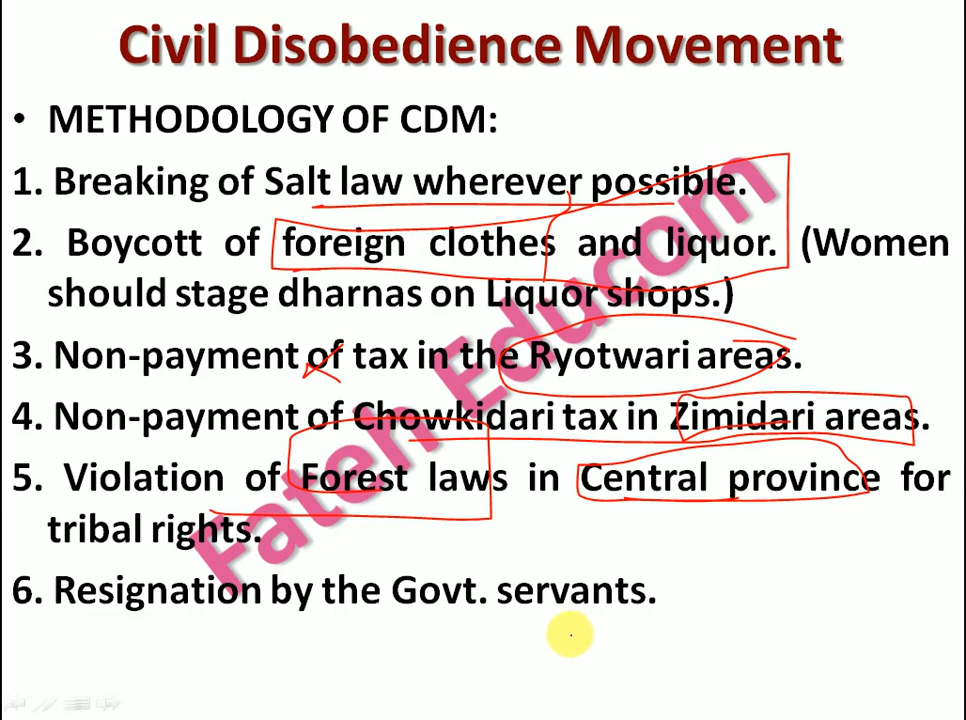 Civil Disobedience Movement
• METHODOLOGY OF CDM:
1. Breaking of Salt law wherever possible.
2. Boycott of foreign clothes and liquor. (Women
should stage dharnas on Liquor shops.)
3. Non-payment of tax in the Ryotwari areas.
4. Non-payment of Chowkidari tax in Zimidari areas.
5. Violation of Forest laws in Central province for
tribal rights.
6. Resignation by the Govt. servants.
Fateh Educom